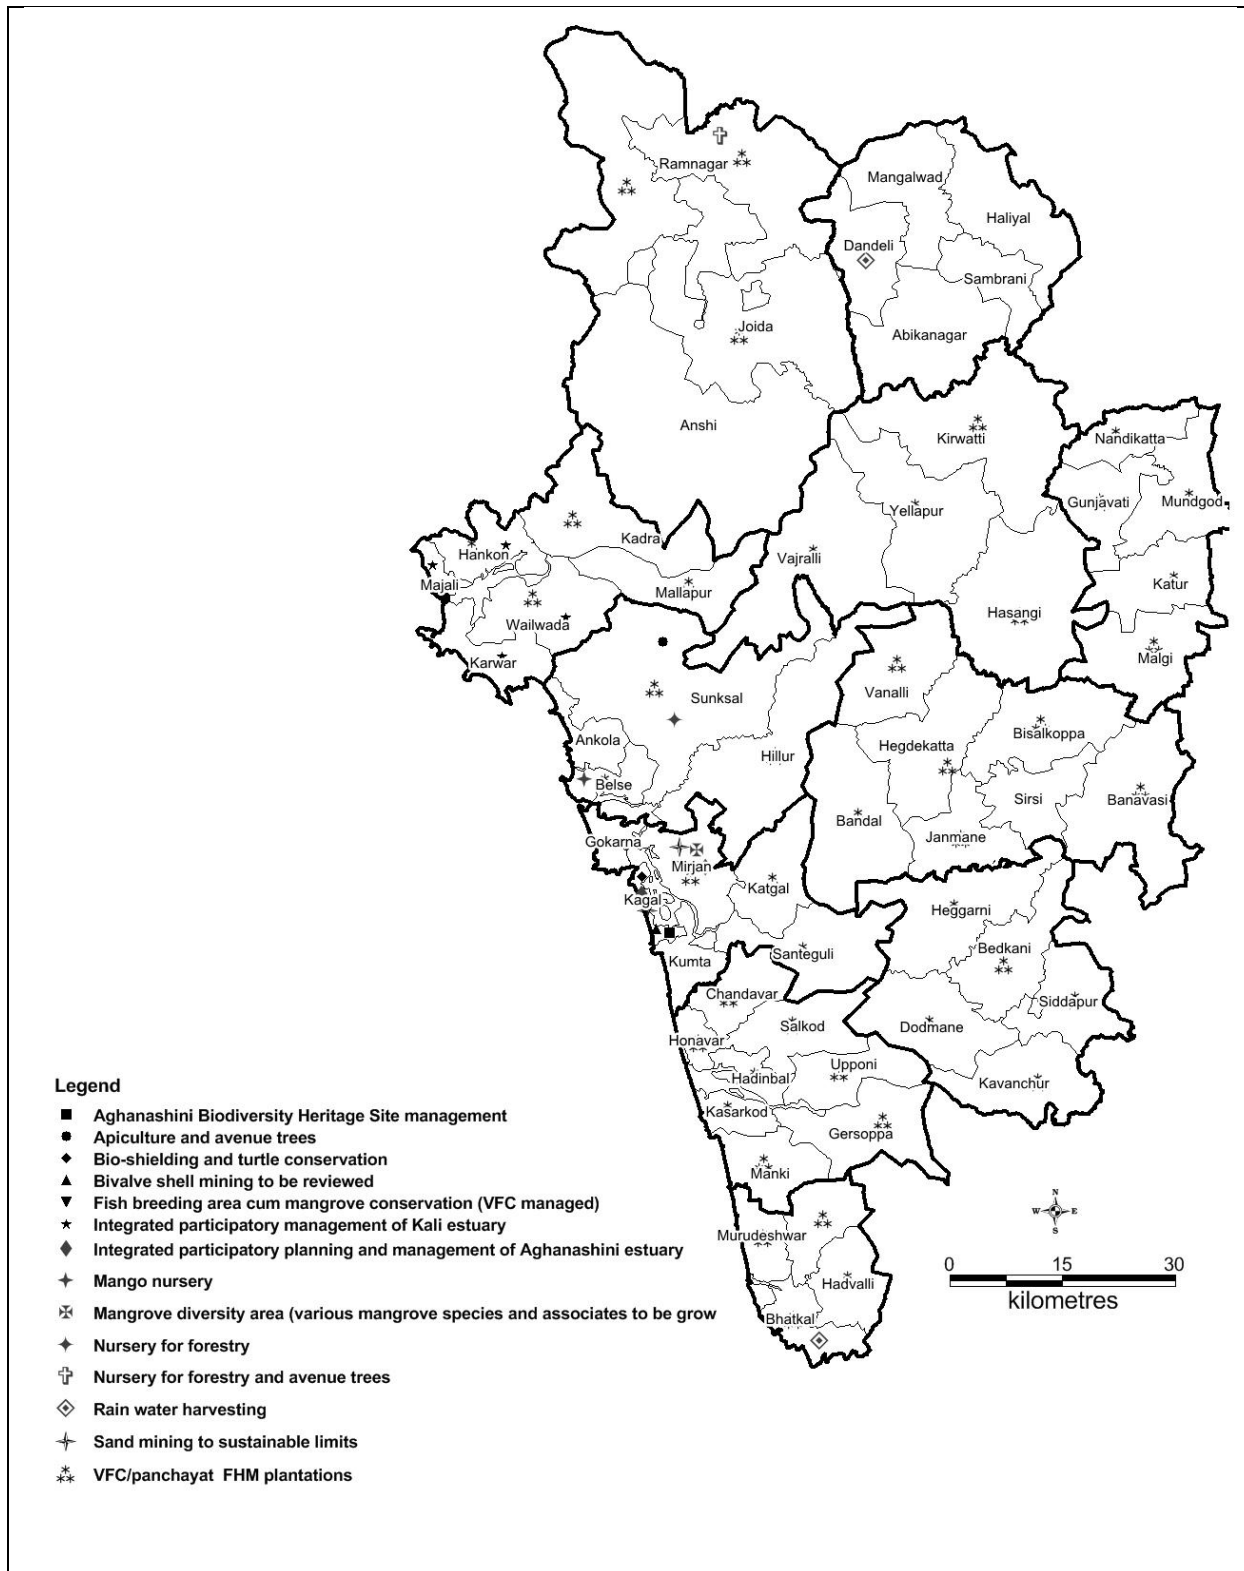 Ramnagar
Mangalwad
Haliyal
Dandeli
Sambrani
Joida
Abikanagar
Anshi
Kirwatti
Nandikatta
Gunjavati
Mundgod
Yellapur
Kadra
Hankon
Vajralli
Majali
Mallapur
Katur
Hasangi
Wailwada
Karwar
Malgi
Sunksal
Vanalli
Ankola
Hegdekatta
Bisalkoppa
Hillur
Belse
Sirsi
Banavasi
Bandal
Gokarna
Janmane
Mirjan
Katgal
Kagal
Heggarni
Bedkani
Kumta
Santeguli
Chandavar
Siddapur
Salkod
Dodmane
Honavar
Upponi
Hadinbal
Kavanchur
Kasarkod
Gersoppa
Manki
Murudeshwar
Hadvalli
Bhatkal
N
W E
S
0 15 30
kilometres
Legend
Aghanashini Biodiversity Heritage Site management
Apiculture and avenue trees
Bio-shielding and turtle conservation
Bivalve shell mining to be reviewed
Fish breeding area cum mangrove conservation (VFC managed)
Integrated participatory management of Kali estuary
Integrated participatory planning and management of Aghanashini estuary
Mango nursery
Mangrove diversity area (various mangrove species and associates to be grow
Nursery for forestry
Nursery for forestry and avenue trees
Rain water harvesting
Sand mining to sustainable limits
VFC/panchayat FHM plantations